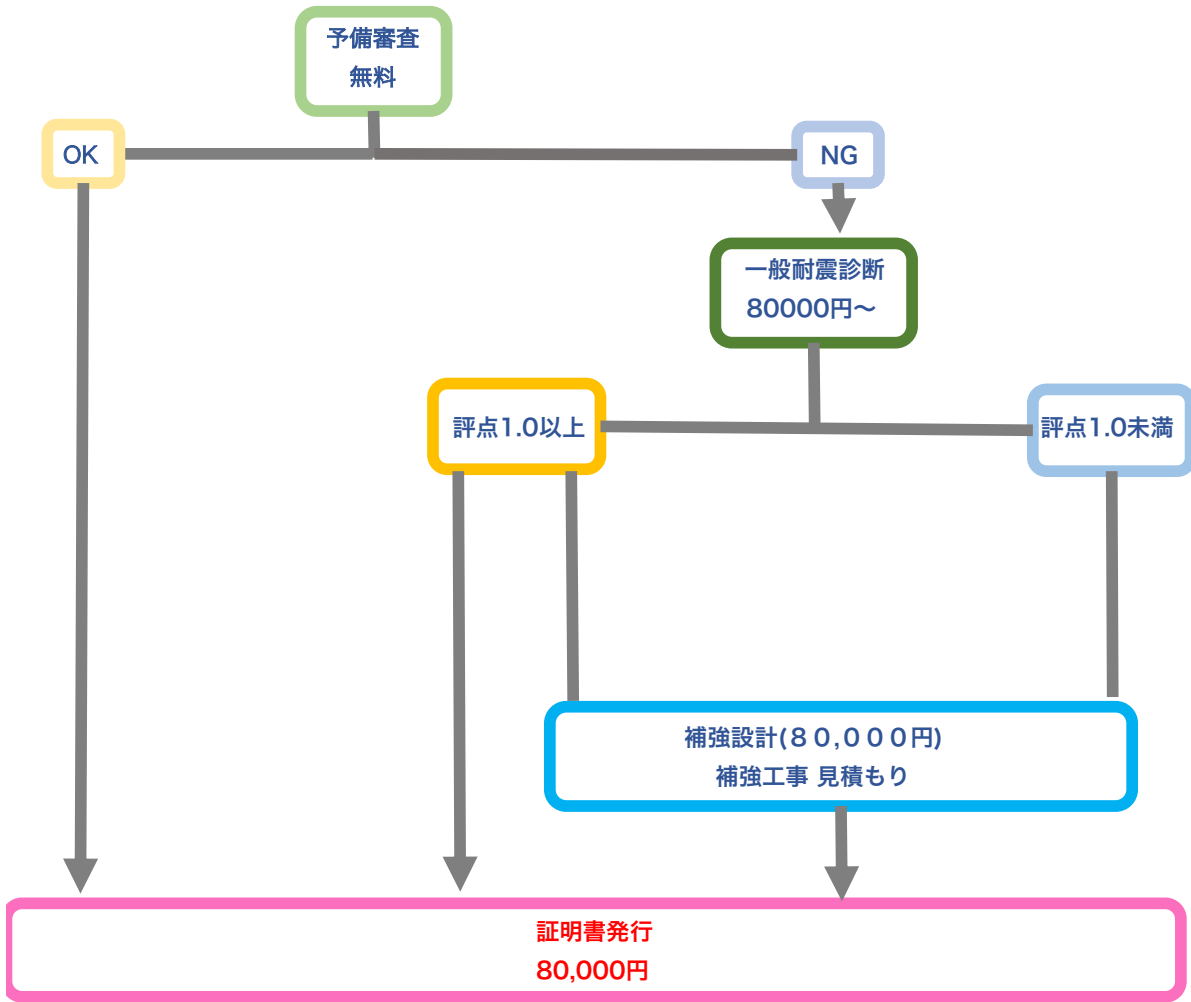 予備審査
無料
OK
NG
一般耐震診断
80000円～
評点1.0以上
評点1.0未満
補強設計(８０,０００円)
補強工事 見積もり
証明書発行
80,000円